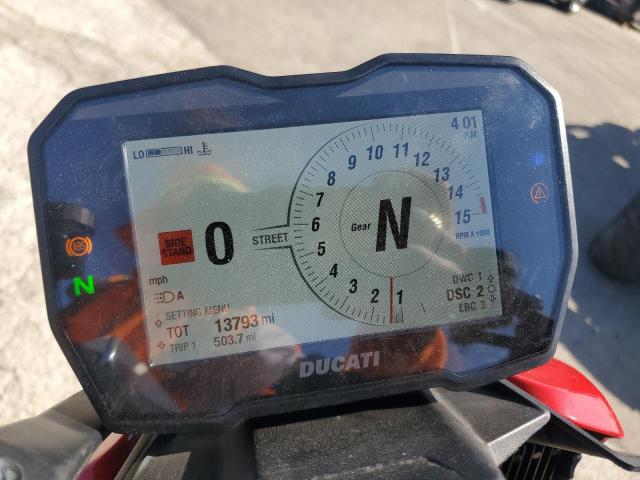 LO HI
4 01
P.M
8 9 10 11 12
7 13
6 14
5 15
4 3 2 1
RPM X 1000
SIDE
STAND
0
STREET
Gear N
mph
A
ABS
N
SETTING MENU
TOT 13793 mi
TRIP 1 503.7 mi
DWC 1
DSC 2
EBC 3
DUCATI